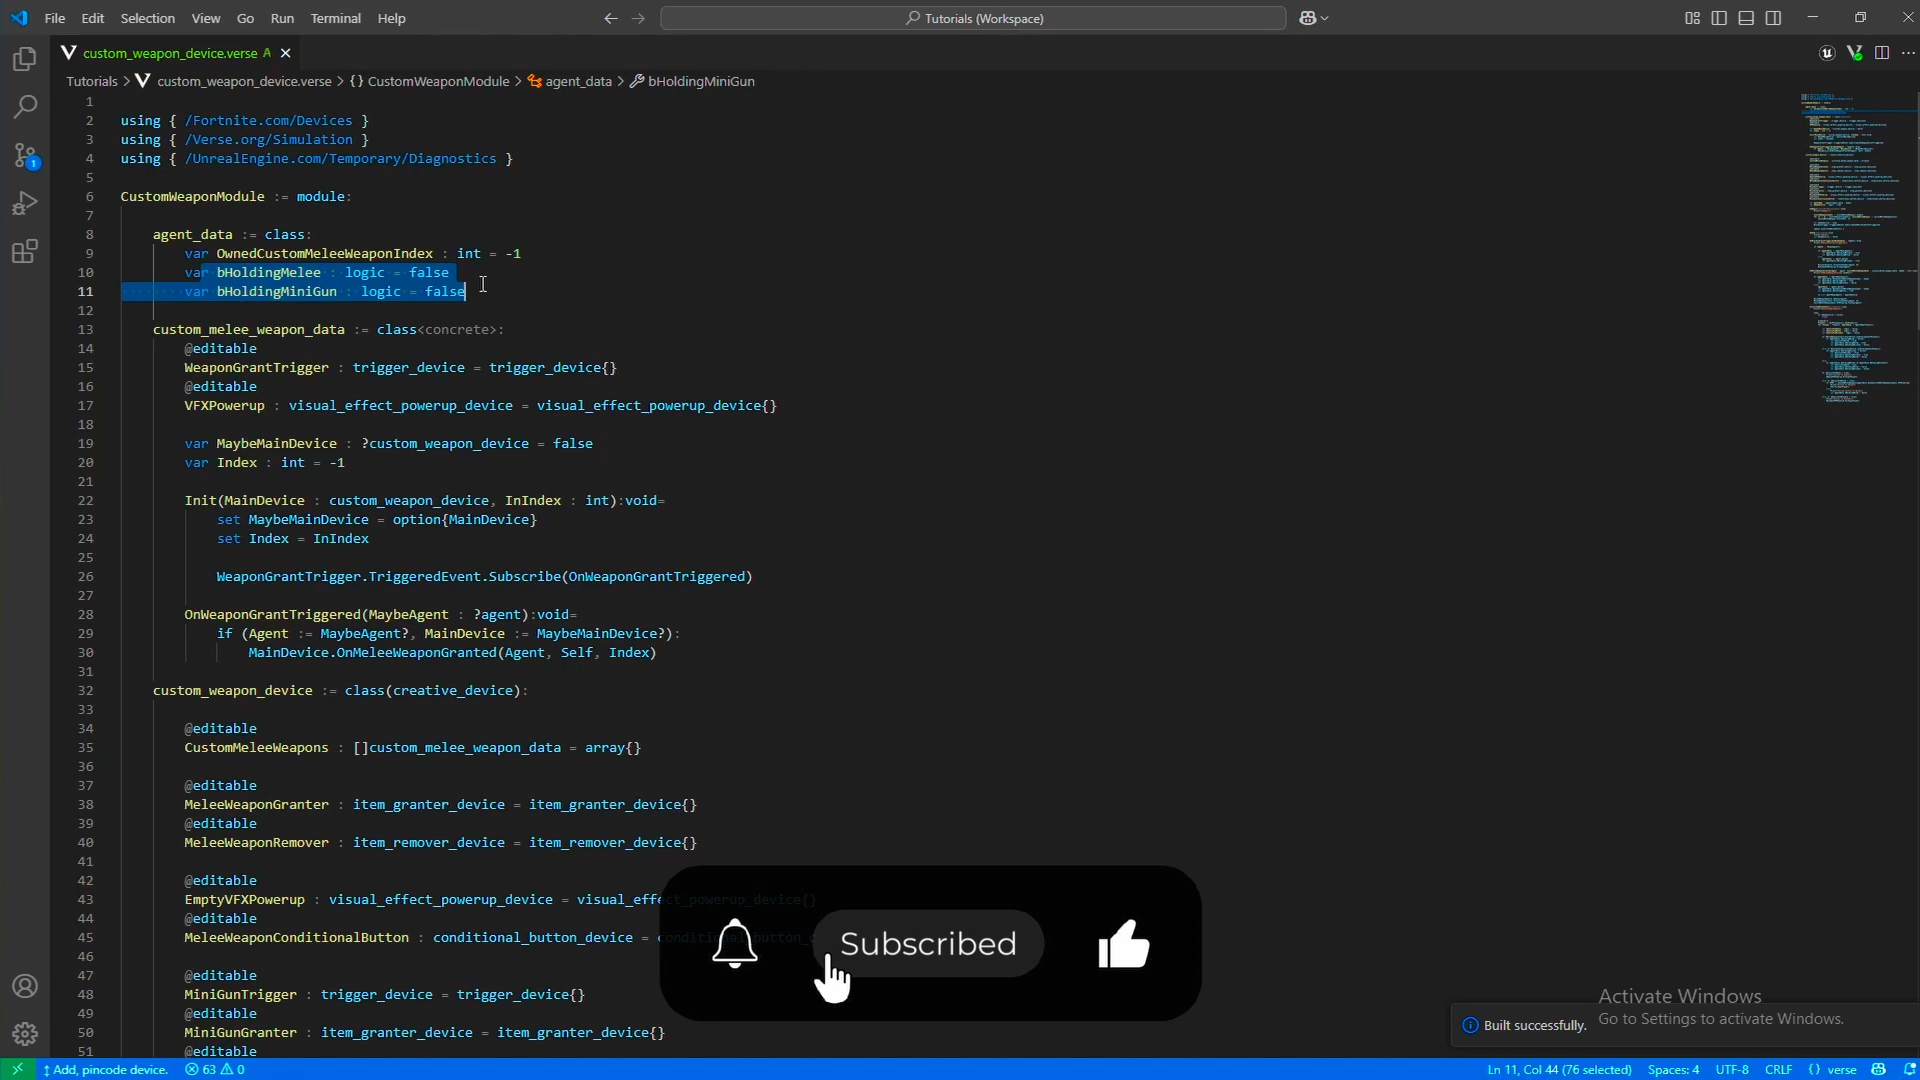 File Edit Selection View Go Run Terminal Help
Tutorials (Workspace)
custom_weapon_device.verse A
Tutorials > custom_weapon_device.verse > {} CustomWeaponModule > agent_data > bHoldingMiniGun
1
2 using { /Fortnite.com/Devices }
3 using { /Verse.org/Simulation }
4 using { /UnrealEngine.com/Temporary/Diagnostics }
5
6 CustomWeaponModule := module:
7
8 agent_data := class:
9 var OwnedCustomMeleeWeaponIndex : int = -1
10 var bHoldingMelee : logic = false
11 var bHoldingMiniGun : logic = false
12
13 custom_melee_weapon_data := class<concrete>:
14 @editable
15 WeaponGrantTrigger : trigger_device = trigger_device{}
16 @editable
17 VFXPowerup : visual_effect_powerup_device = visual_effect_powerup_device{}
18
19 var MaybeMainDevice : ?custom_weapon_device = false
20 var Index : int = -1
21
22 Init(MainDevice : custom_weapon_device, InIndex : int):void=
23 set MaybeMainDevice = option{MainDevice}
24 set Index = InIndex
25
26 WeaponGrantTrigger.TriggeredEvent.Subscribe(OnWeaponGrantTriggered)
27
28 OnWeaponGrantTriggered(MaybeAgent : ?agent):void=
29 if (Agent := MaybeAgent?, MainDevice := MaybeMainDevice?):
30 MainDevice.OnMeleeWeaponGranted(Agent, Self, Index)
31
32 custom_weapon_device := class(creative_device):
33
34 @editable
35 CustomMeleeWeapons : []custom_melee_weapon_data = array{}
36
37 @editable
38 MeleeWeaponGranter : item_granter_device = item_granter_device{}
39 @editable
40 MeleeWeaponRemover : item_remover_device = item_remover_device{}
41
42 @editable
43 EmptyVFXPowerup : visual_effect_powerup_device = visual_effect_powerup_device{}
44 @editable
45 MeleeWeaponConditionalButton : conditional_button_device = conditional_button_
46
47 @editable
48 MiniGunTrigger : trigger_device = trigger_device{}
49 @editable
50 MiniGunGranter : item_granter_device = item_granter_device{}
51 @editable
Subscribed
Activate Windows
Go to Settings to activate Windows.
Built successfully.
1
Add, pincode device. 63 0
Ln 11, Col 44 (76 selected) Spaces: 4 UTF-8 CRLF {} verse